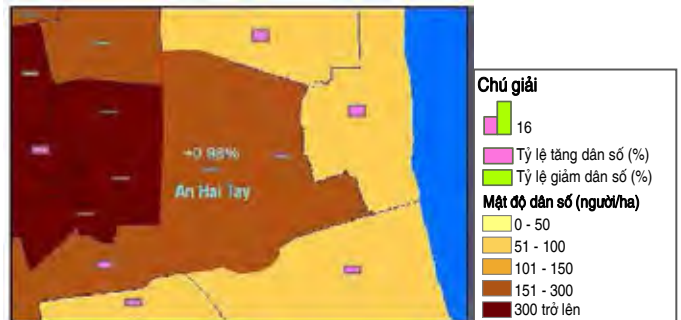 +0.98%
An Hai Tay
Chú giải
16
Tỷ lệ tăng dân số (%)
Tỷ lệ giảm dân số (%)
Mật độ dân số (người/ha)
0 - 50
51 - 100
101 - 150
151 - 300
300 trở lên